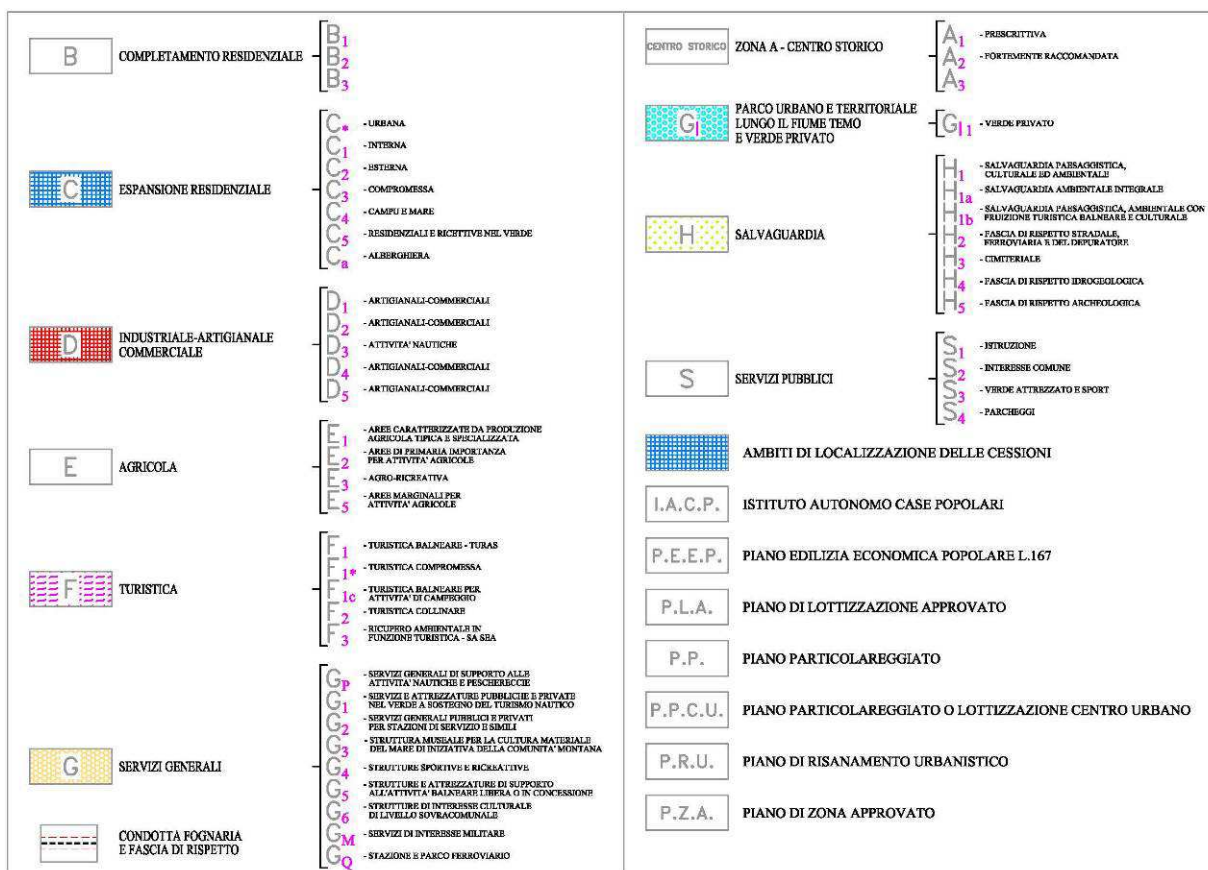 B COMPLETAMENTO RESIDENZIALE
B1
B2
B3
C ESPANSIONE RESIDENZIALE
C* - URBANA
C1 - INTERNA
C2 - ESTERNA
C3 - COMPROMESSA
C4 - CAMPU E MARE
C5 - RESIDENZIALI E RICETTIVE NEL VERDE
Ca - ALBERGHIERA
D INDUSTRIALE-ARTIGIANALE
COMMERCIALE
D1 - ARTIGIANALI-COMMERCIALI
D2 - ARTIGIANALI-COMMERCIALI
D3 - ATTIVITA' NAUTICHE
D4 - ARTIGIANALI-COMMERCIALI
D5 - ARTIGIANALI-COMMERCIALI
E AGRICOLA
E1 - AREE CARATTERIZZATE DA PRODUZIONE
AGRICOLA TIPICA E SPECIALIZZATA
E2 - AREE DI PRIMARIA IMPORTANZA
PER ATTIVITA' AGRICOLE
E3 - AGRO-RICREATIVA
E5 - AREE MARGINALI PER
ATTIVITA' AGRICOLE
F TURISTICA
F1 - TURISTICA BALNEARE - TURAS
F1* - TURISTICA COMPROMESSA
F1c - TURISTICA BALNEARE PER
ATTIVITA' DI CAMPEGGIO
F2 - TURISTICA COLLINARE
F3 - RICUPERO AMBIENTALE IN
FUNZIONE TURISTICA - SA SEA
G SERVIZI GENERALI
GP - SERVIZI GENERALI DI SUPPORTO ALLE
ATTIVITA' NAUTICHE E PESCHERECCIE
G1 - SERVIZI E ATTREZZATURE PUBBLICHE E PRIVATE
NEL VERDE A SOSTEGNO DEL TURISMO NAUTICO
G2 - SERVIZI GENERALI PUBBLICI E PRIVATI
PER STAZIONI DI SERVIZIO E SIMILI
G3 - STRUTTURA MUSEALE PER LA CULTURA MATERIALE
DEL MARE DI INIZIATIVA DELLA COMUNITA' MONTANA
G4 - STRUTTURE SPORTIVE E RICREATTIVE
G5 - STRUTTURE E ATTREZZATURE DI SUPPORTO
ALL'ATTIVITA' BALNEARE LIBERA O IN CONCESSIONE
G6 - STRUTTURE DI INTERESSE CULTURALE
DI LIVELLO SOVRACOMUNALE
GM - SERVIZI DI INTERESSE MILITARE
GQ - STAZIONE E PARCO FERROVIARIO
CONDOTTA FOGNARIA
E FASCIA DI RISPETTO
CENTRO STORICO ZONA A - CENTRO STORICO
A1 - PRESCRITTIVA
A2 - FORTEMENTE RACCOMANDATA
A3
GI PARCO URBANO E TERRITORIALE
LUNGO IL FIUME TEMO
E VERDE PRIVATO
GI1 - VERDE PRIVATO
H SALVAGUARDIA
H1 - SALVAGUARDIA PAESAGGISTICA,
CULTURALE ED AMBIENTALE
H1a - SALVAGUARDIA AMBIENTALE INTEGRALE
H1b - SALVAGUARDIA PAESAGGISTICA, AMBIENTALE CON
FRUIZIONE TURISTICA BALNEARE E CULTURALE
H2 - FASCIA DI RISPETTO STRADALE,
FERROVIARIA E DEL DEPURATORE
H3 - CIMITERIALE
H4 - FASCIA DI RISPETTO IDROGEOLOGICA
H5 - FASCIA DI RISPETTO ARCHEOLOGICA
S SERVIZI PUBBLICI
S1 - ISTRUZIONE
S2 - INTERESSE COMUNE
S3 - VERDE ATTREZZATO E SPORT
S4 - PARCHEGGI
AMBITI DI LOCALIZZAZIONE DELLE CESSIONI
I.A.C.P. ISTITUTO AUTONOMO CASE POPOLARI
P.E.E.P. PIANO EDILIZIA ECONOMICA POPOLARE L.167
P.L.A. PIANO DI LOTTIZZAZIONE APPROVATO
P.P. PIANO PARTICOLAREGGIATO
P.P.C.U. PIANO PARTICOLAREGGIATO O LOTTIZZAZIONE CENTRO URBANO
P.R.U. PIANO DI RISANAMENTO URBANISTICO
P.Z.A. PIANO DI ZONA APPROVATO